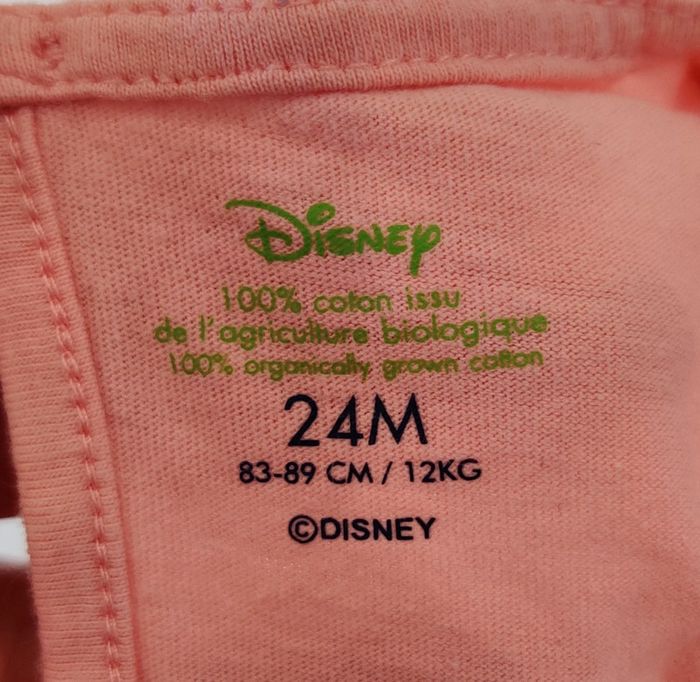 Disney
100% coton issu
de l'agriculture biologique
100% organically grown cotton
24M
83-89 CM / 12KG
©DISNEY